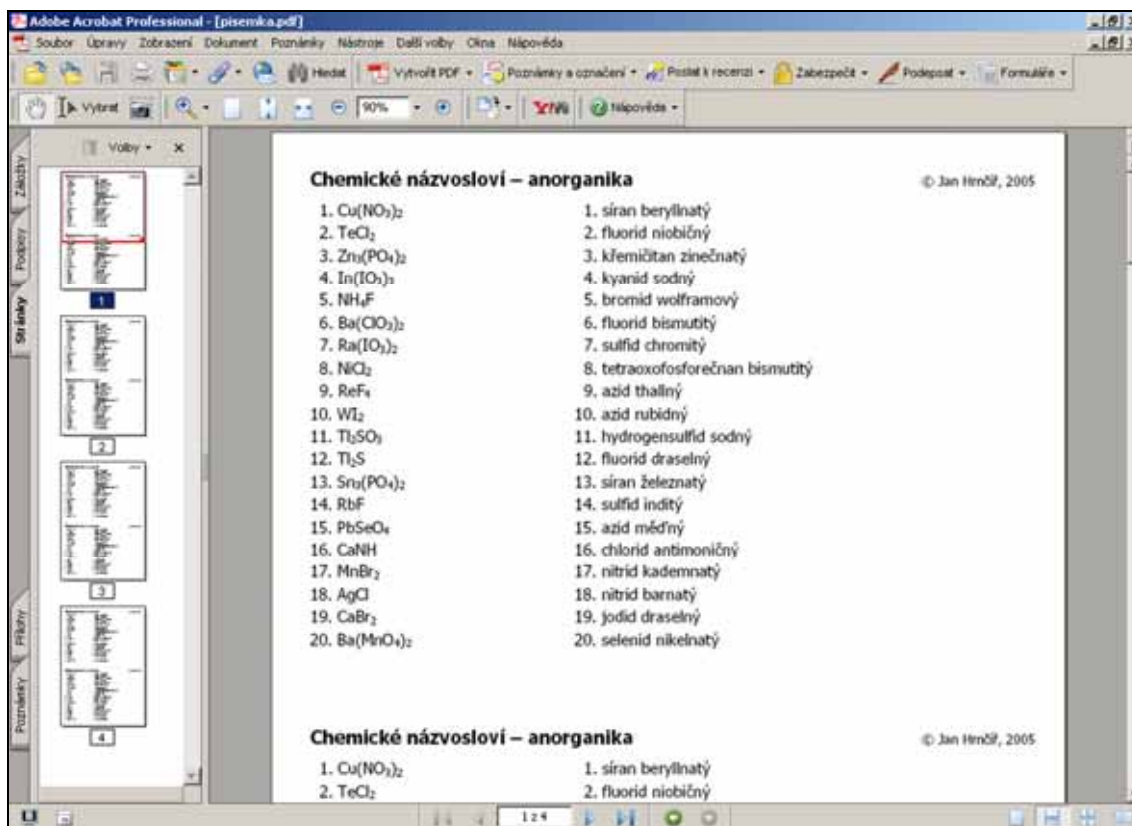 Adobe Acrobat Professional - [pisemka.pdf]
Soubor Úpravy Zobrazení Dokument Poznámky Nástroje Další volby Okna Nápověda
Hledat Vytvořit PDF Poznámky a označení Poslat k recenzi Zabezpečit Podepsat Formuláře
Vybrat 90% Nápověda
Volby
Záložky
Podpisy
Stránky
Přílohy
Poznámky
1
2
3
4
Chemické názvosloví – anorganika © Jan Hrnčíř, 2005
1. Cu(NO₃)₂ 1. síran beryllnatý
2. TeCl₂ 2. fluorid niobičný
3. Zn₃(PO₄)₂ 3. křemičitan zinečnatý
4. In(IO₃)₃ 4. kyanid sodný
5. NH₄F 5. bromid wolframový
6. Ba(ClO₃)₂ 6. fluorid bismutitý
7. Ra(IO₃)₂ 7. sulfid chromitý
8. NiCl₂ 8. tetraoxofosforečnan bismutitý
9. ReF₄ 9. azid thallný
10. WI₂ 10. azid rubidný
11. Tl₂SO₃ 11. hydrogensulfid sodný
12. Tl₂S 12. fluorid draselný
13. Sn₃(PO₄)₂ 13. síran železnatý
14. RbF 14. sulfid inditý
15. PbSeO₄ 15. azid měďný
16. CaNH 16. chlorid antimoničný
17. MnBr₂ 17. nitrid kademnatý
18. AgCl 18. nitrid barnatý
19. CaBr₂ 19. jodid draselný
20. Ba(MnO₄)₂ 20. selenid nikelnatý
Chemické názvosloví – anorganika © Jan Hrnčíř, 2005
1. Cu(NO₃)₂ 1. síran beryllnatý
2. TeCl₂ 2. fluorid niobičný
1 z 4